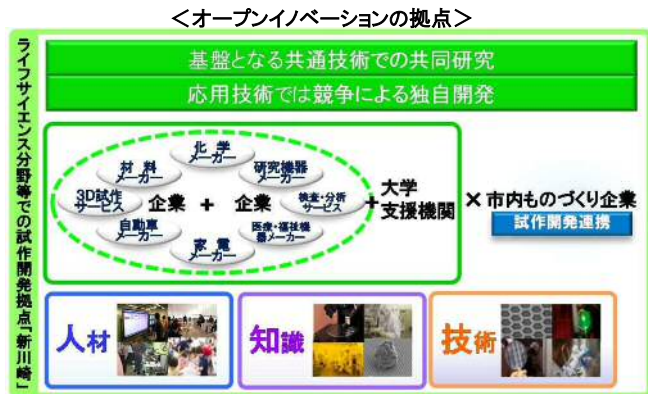 ＜オープンイノベーションの拠点＞
ライフサイエンス分野等での試作開発拠点「新川崎」
基盤となる共通技術での共同研究
応用技術では競争による独自開発
化学
メーカー
材料
メーカー
研究機器
メーカー
3D試作
サービス
企業 + 企業
検査・分析
サービス
自動車
メーカー
医療・福祉機
器メーカー
家電
メーカー
+大学
支援機関
×市内ものづくり企業
試作開発連携
人材
知識
技術